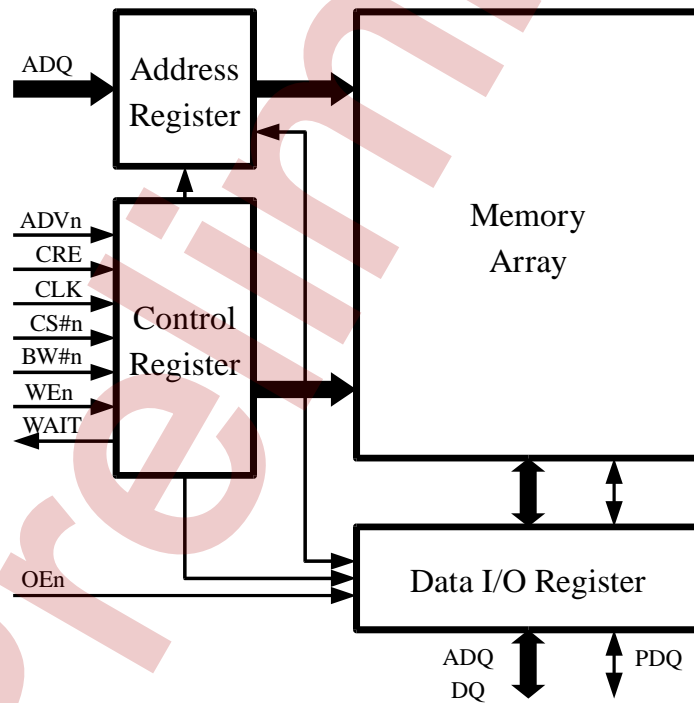 ADQ
Address
Register
ADVn
CRE
CLK
CS#n
BW#n
WEn
WAIT
Control
Register
Memory
Array
OEn
Data I/O Register
ADQ
DQ
PDQ